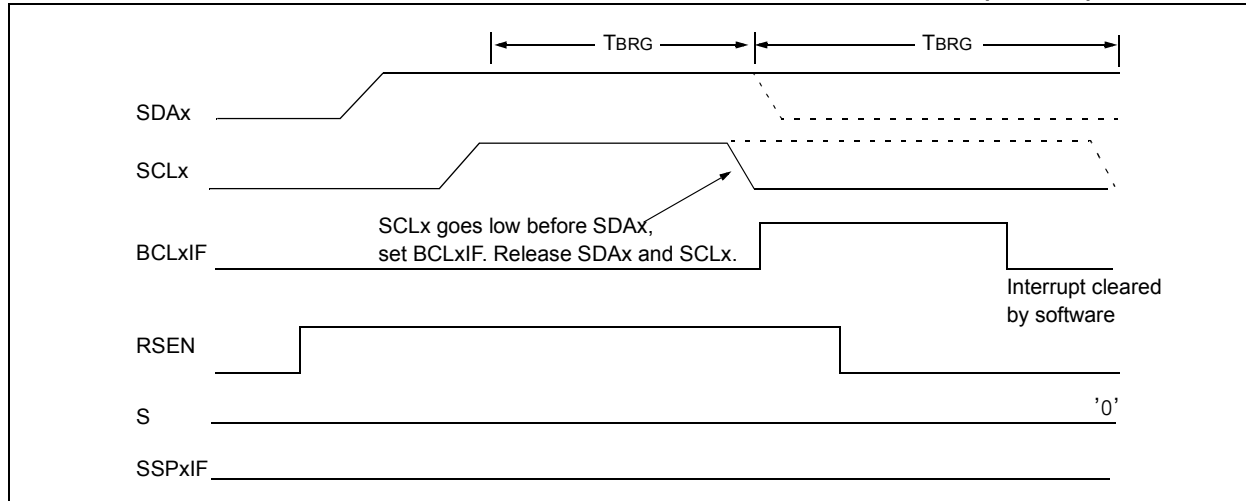 TBRG
TBRG
SDAx
SCLx
SCLx goes low before SDAx,
set BCLxIF. Release SDAx and SCLx.
BCLxIF
Interrupt cleared
by software
RSEN
S
'0'
SSPxIF